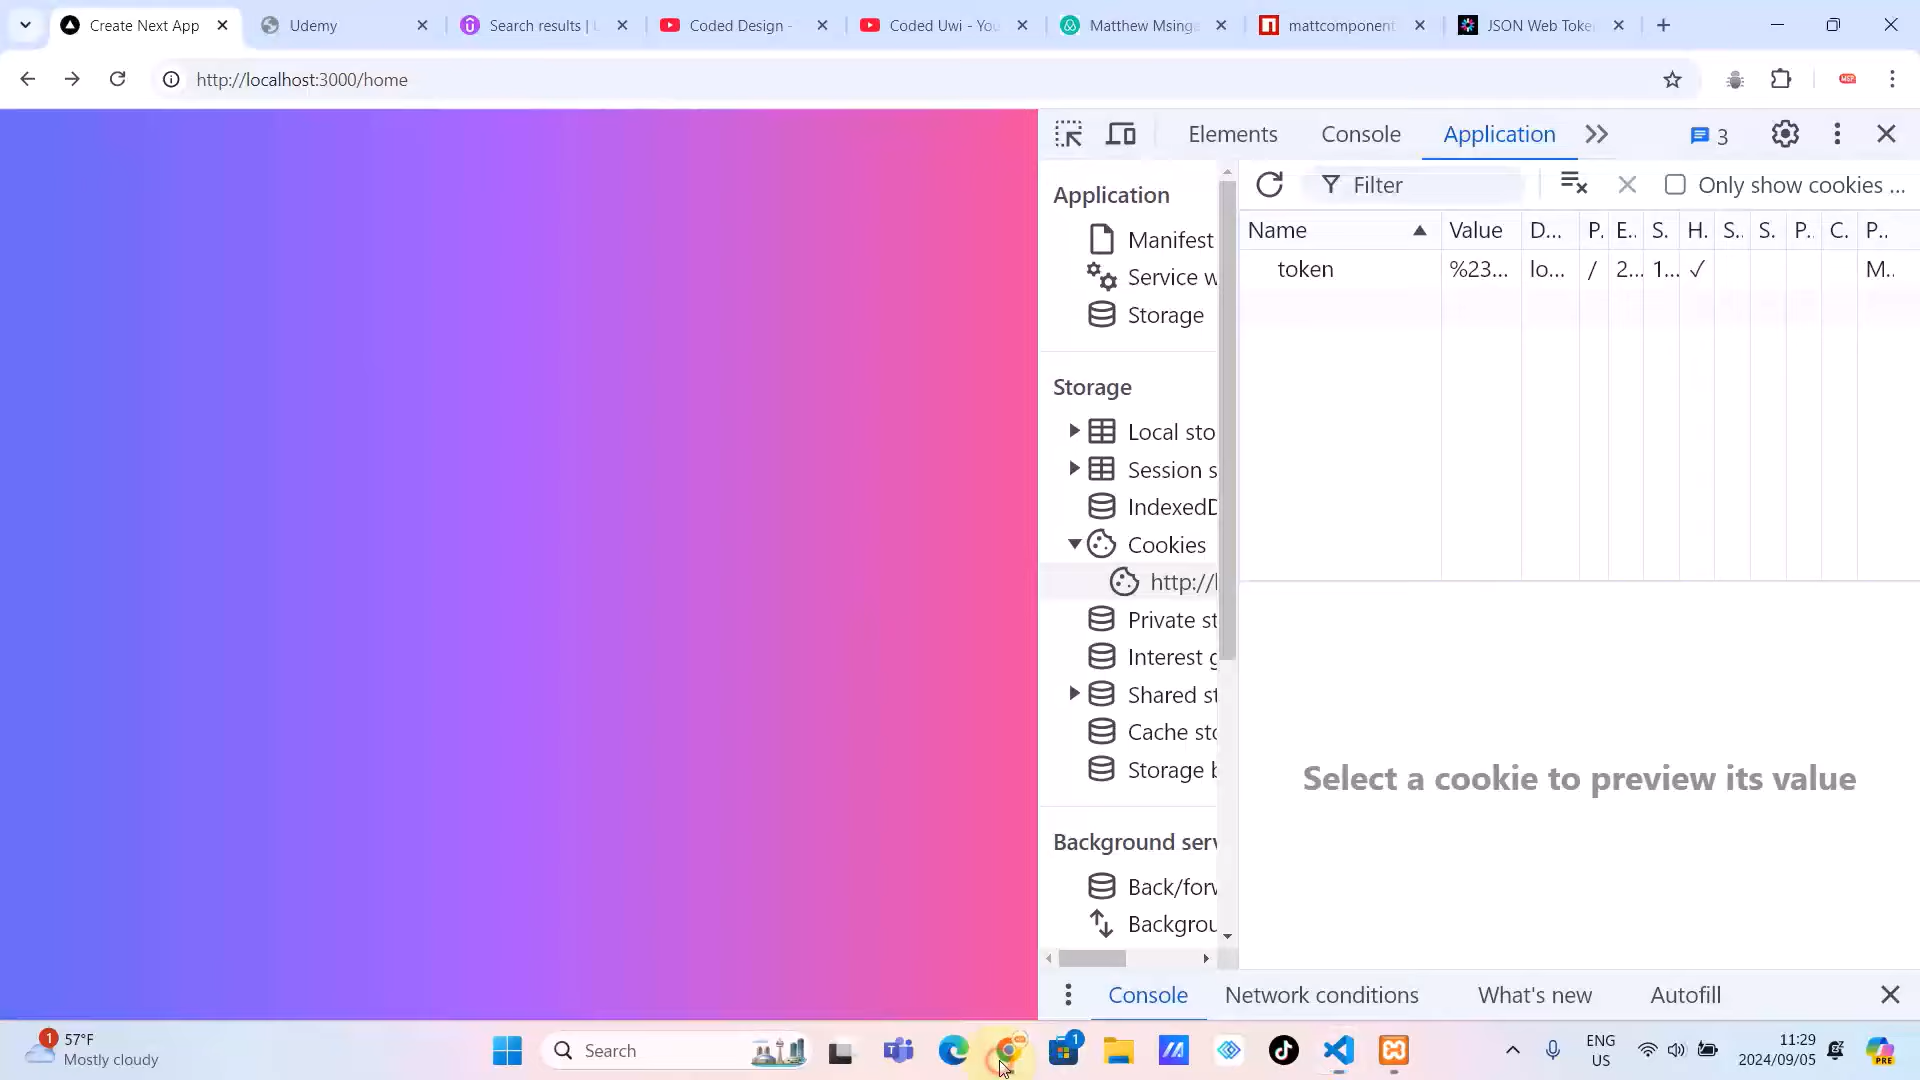 Create Next App
Udemy
Search results |
Coded Design -
Coded Uwi - You
Matthew Msinge
mattcomponent
JSON Web Toke
http://localhost:3000/home
Elements
Console
Application
3
Application
Manifest
Service w
Storage
Storage
Local sto
Session s
IndexedD
Cookies
http://l
Private st
Interest g
Shared st
Cache sto
Storage b
Background serv
Back/forw
Backgrou
Filter
Only show cookies ...
Name Value D... P. E.. S. H. S.. S. P.. C. P..
token %23... lo... / 2... 1... ✓ M..
Select a cookie to preview its value
Console
Network conditions
What's new
Autofill
1
57°F
Mostly cloudy
Search
1
ENG
US
11:29
2024/09/05
PRE